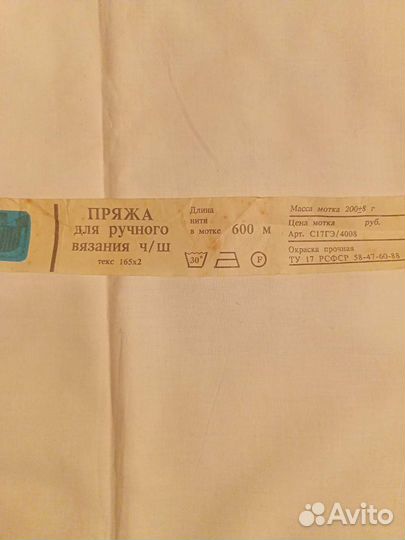 ПРЯЖА
для ручного
вязания ч/ш
текс 165х2
Длина
нити
в мотке 600 м
30°
F
Масса мотка 200±8 г
Цена мотка руб.
Арт. С17ГЭ/4008
Окраска прочная
ТУ 17 РСФСР 58-47-60-88
Avito